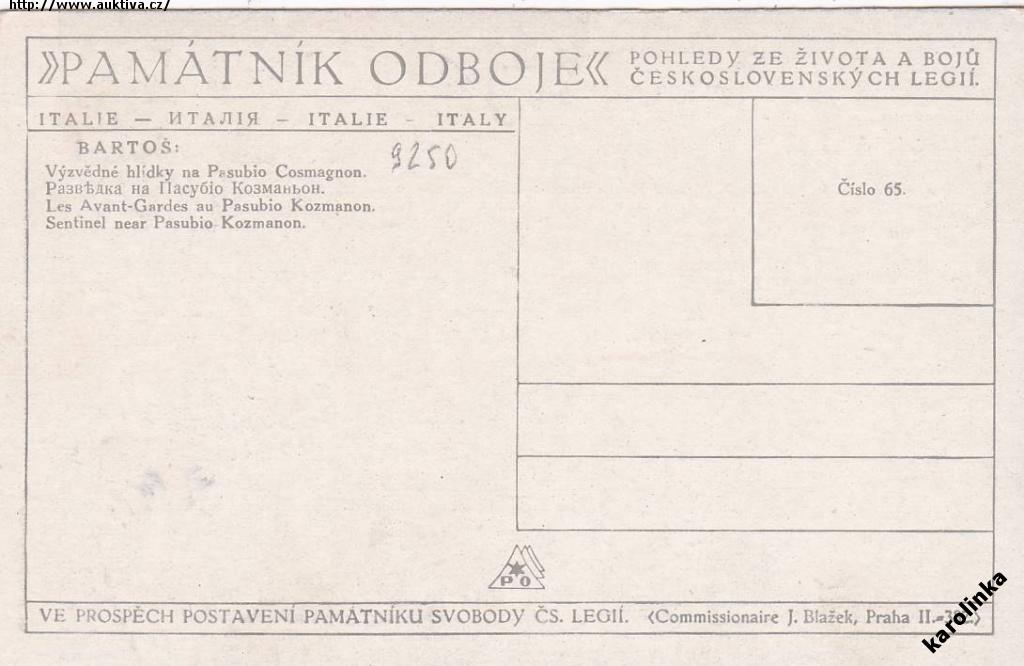 http://www.auktiva.cz/
»PAMÁTNÍK ODBOJE«
POHLEDY ZE ŽIVOTA A BOJŮ
ČESKOSLOVENSKÝCH LEGIÍ.
ITALIE — ИТАЛІЯ - ITALIE - ITALY
BARTOŠ:
9250
Výzvědné hlídky na Pasubio Cosmagnon.
Развѣдка на Пасубіо Козманьон.
Les Avant-Gardes au Pasubio Kozmanon.
Sentinel near Pasubio Kozmanon.
Číslo 65.
PO
VE PROSPĚCH POSTAVENÍ PAMÁTNÍKU SVOBODY ČS. LEGIÍ.
(Commissionaire J. Blažek, Praha II.
karolinka